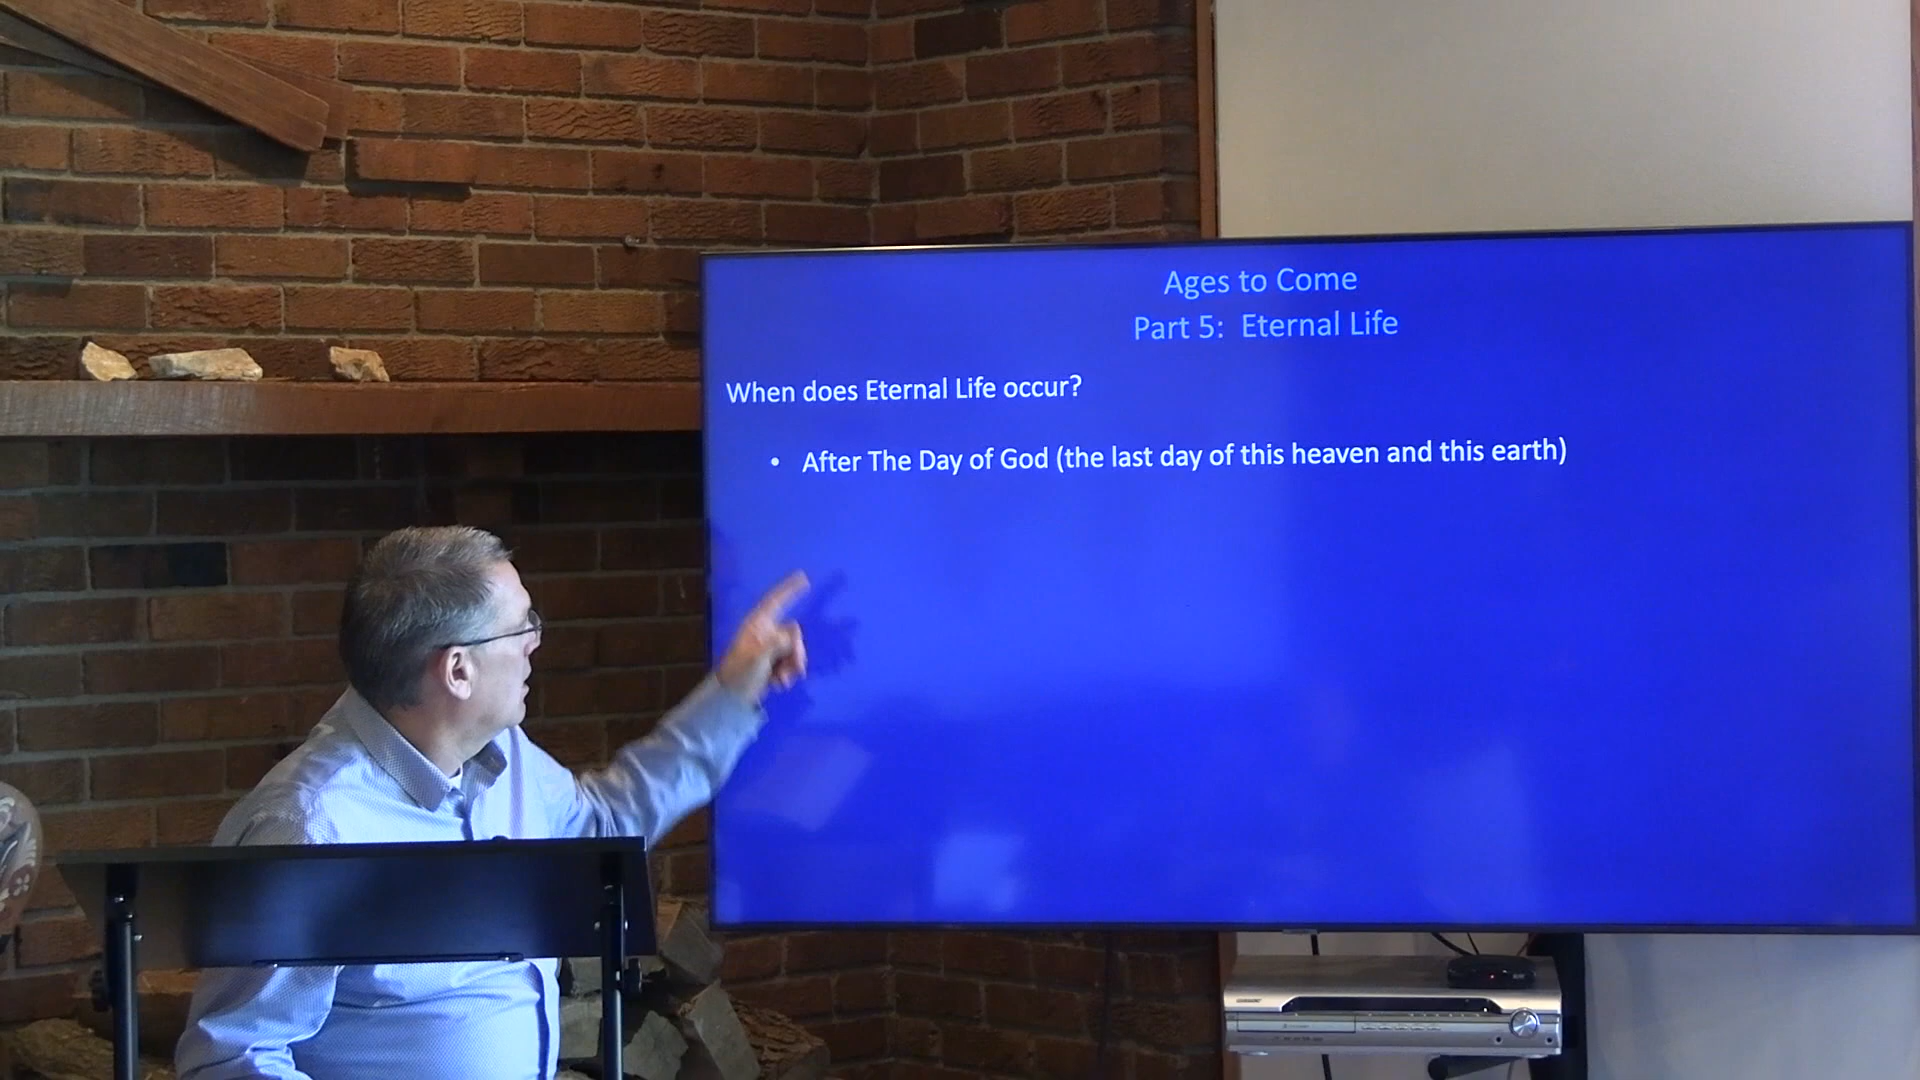 Ages to Come
Part 5: Eternal Life
When does Eternal Life occur?
• After The Day of God (the last day of this heaven and this earth)